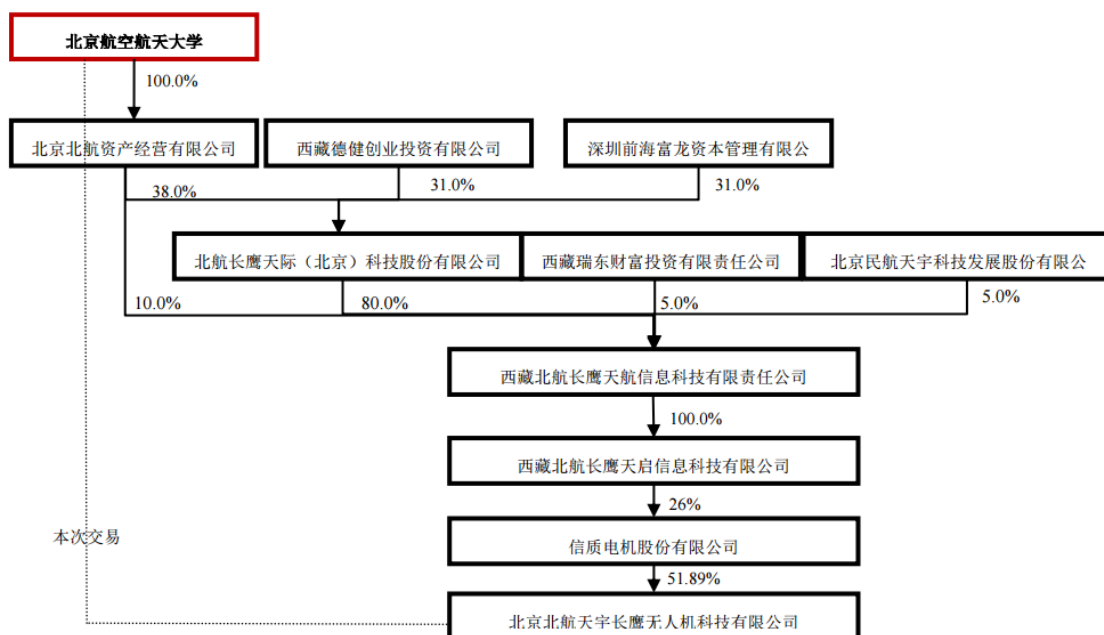 北京航空航天大学
100.0%
北京北航资产经营有限公司
西藏德健创业投资有限公司
深圳前海富龙资本管理有限公
38.0%
31.0%
31.0%
北航长鹰天际（北京）科技股份有限公司
西藏瑞东财富投资有限责任公司
北京民航天宇科技发展股份有限公
10.0%
80.0%
5.0%
5.0%
西藏北航长鹰天航信息科技有限责任公司
100.0%
西藏北航长鹰天启信息科技有限公司
26%
本次交易
信质电机股份有限公司
51.89%
北京北航天宇长鹰无人机科技有限公司